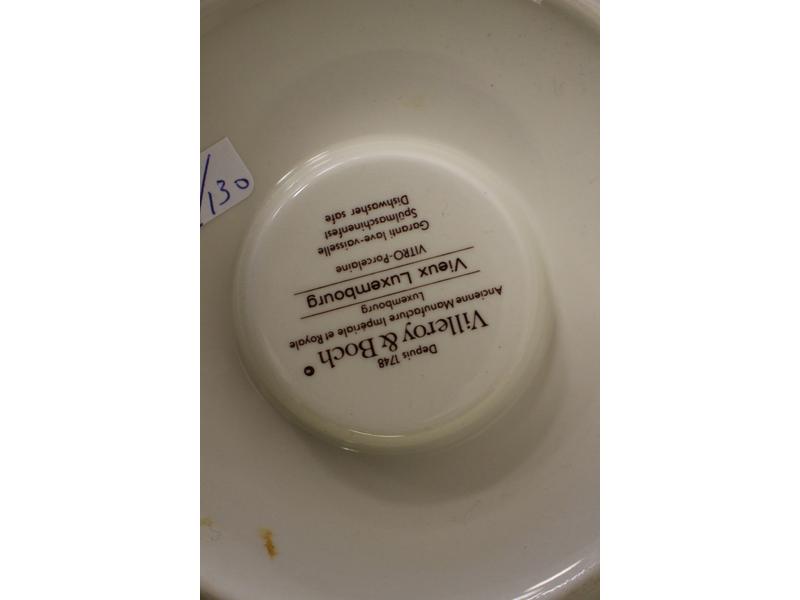 Depuis 1748
Villeroy & Boch
Ancienne Manufacture Impériale et Royale
Luxembourg
Vieux Luxembourg
VITRO-Porcelaine
Garanti lave-vaisselle
Spülmaschinenfest
Dishwasher safe
/130